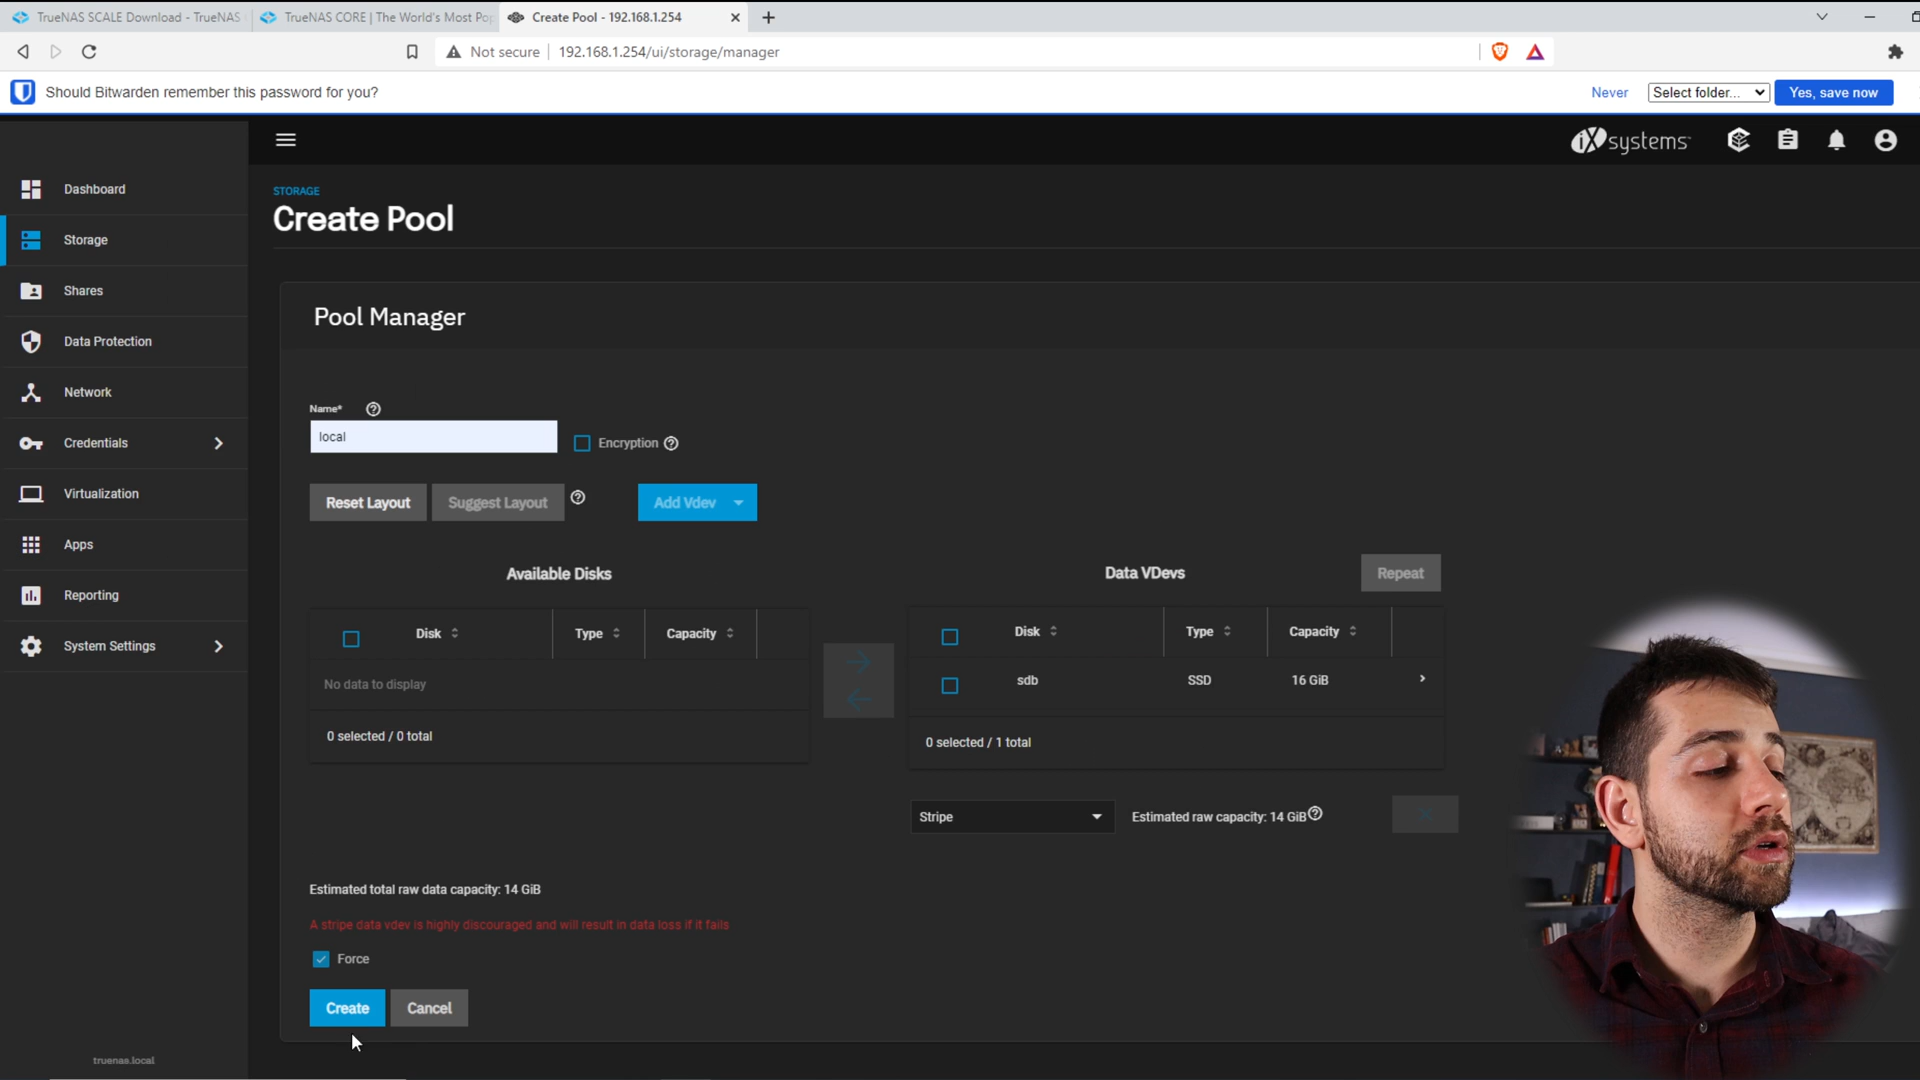 TrueNAS SCALE Download - TrueNAS
TrueNAS CORE | The World's Most Pop
Create Pool - 192.168.1.254
Not secure
192.168.1.254/ui/storage/manager
Should Bitwarden remember this password for you?
Never
Select folder...
Yes, save now
iXsystems
Dashboard
Storage
Shares
Data Protection
Network
Credentials
Virtualization
Apps
Reporting
System Settings
truenas.local
STORAGE
Create Pool
Pool Manager
Name*
local
Encryption
Reset Layout
Suggest Layout
Add Vdev
Available Disks
Disk
Type
Capacity
No data to display
0 selected / 0 total
Data VDevs
Repeat
Disk
Type
Capacity
sdb
SSD
16 GiB
0 selected / 1 total
Stripe
Estimated raw capacity: 14 GiB
Estimated total raw data capacity: 14 GiB
A stripe data vdev is highly discouraged and will result in data loss if it fails
Force
Create
Cancel